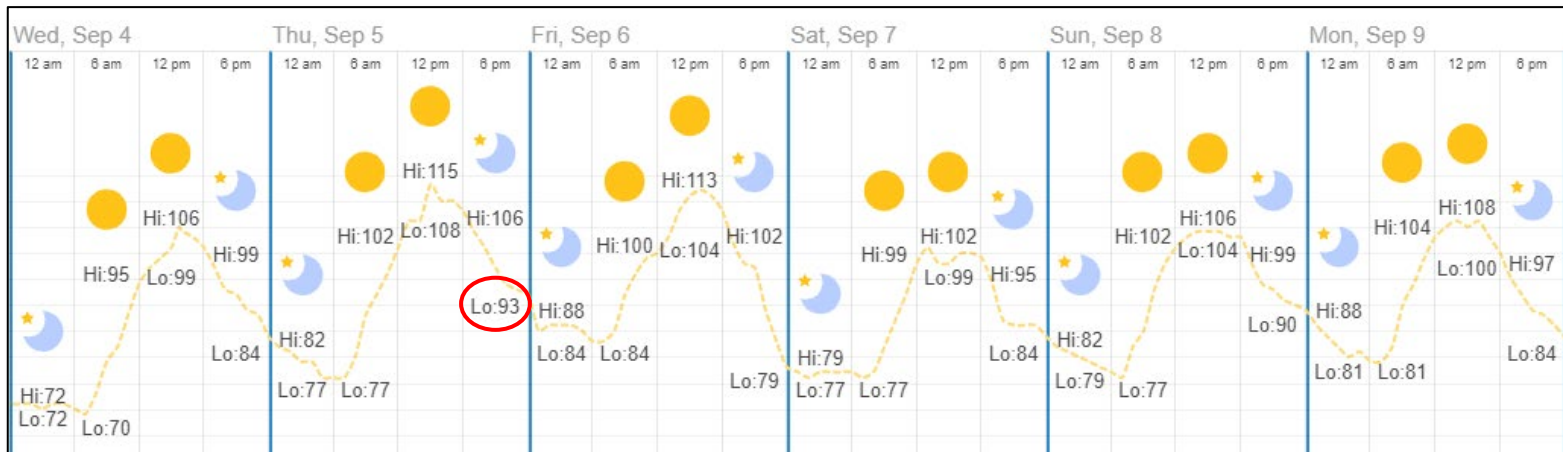 Wed, Sep 4 Thu, Sep 5 Fri, Sep 6 Sat, Sep 7 Sun, Sep 8 Mon, Sep 9
12 am 6 am 12 pm 6 pm 12 am 6 am 12 pm 6 pm 12 am 6 am 12 pm 6 pm 12 am 6 am 12 pm 6 pm 12 am 6 am 12 pm 6 pm 12 am 6 am 12 pm 6 pm
Hi:72 Hi:95 Hi:106 Hi:99 Hi:82 Hi:102 Hi:115 Hi:106 Hi:88 Hi:100 Hi:113 Hi:102 Hi:79 Hi:99 Hi:102 Hi:95 Hi:82 Hi:102 Hi:106 Hi:99 Hi:88 Hi:104 Hi:108 Hi:97
Lo:72 Lo:70 Lo:99 Lo:84 Lo:77 Lo:77 Lo:108 Lo:93 Lo:84 Lo:84 Lo:104 Lo:79 Lo:77 Lo:77 Lo:99 Lo:84 Lo:79 Lo:77 Lo:104 Lo:90 Lo:81 Lo:81 Lo:100 Lo:84